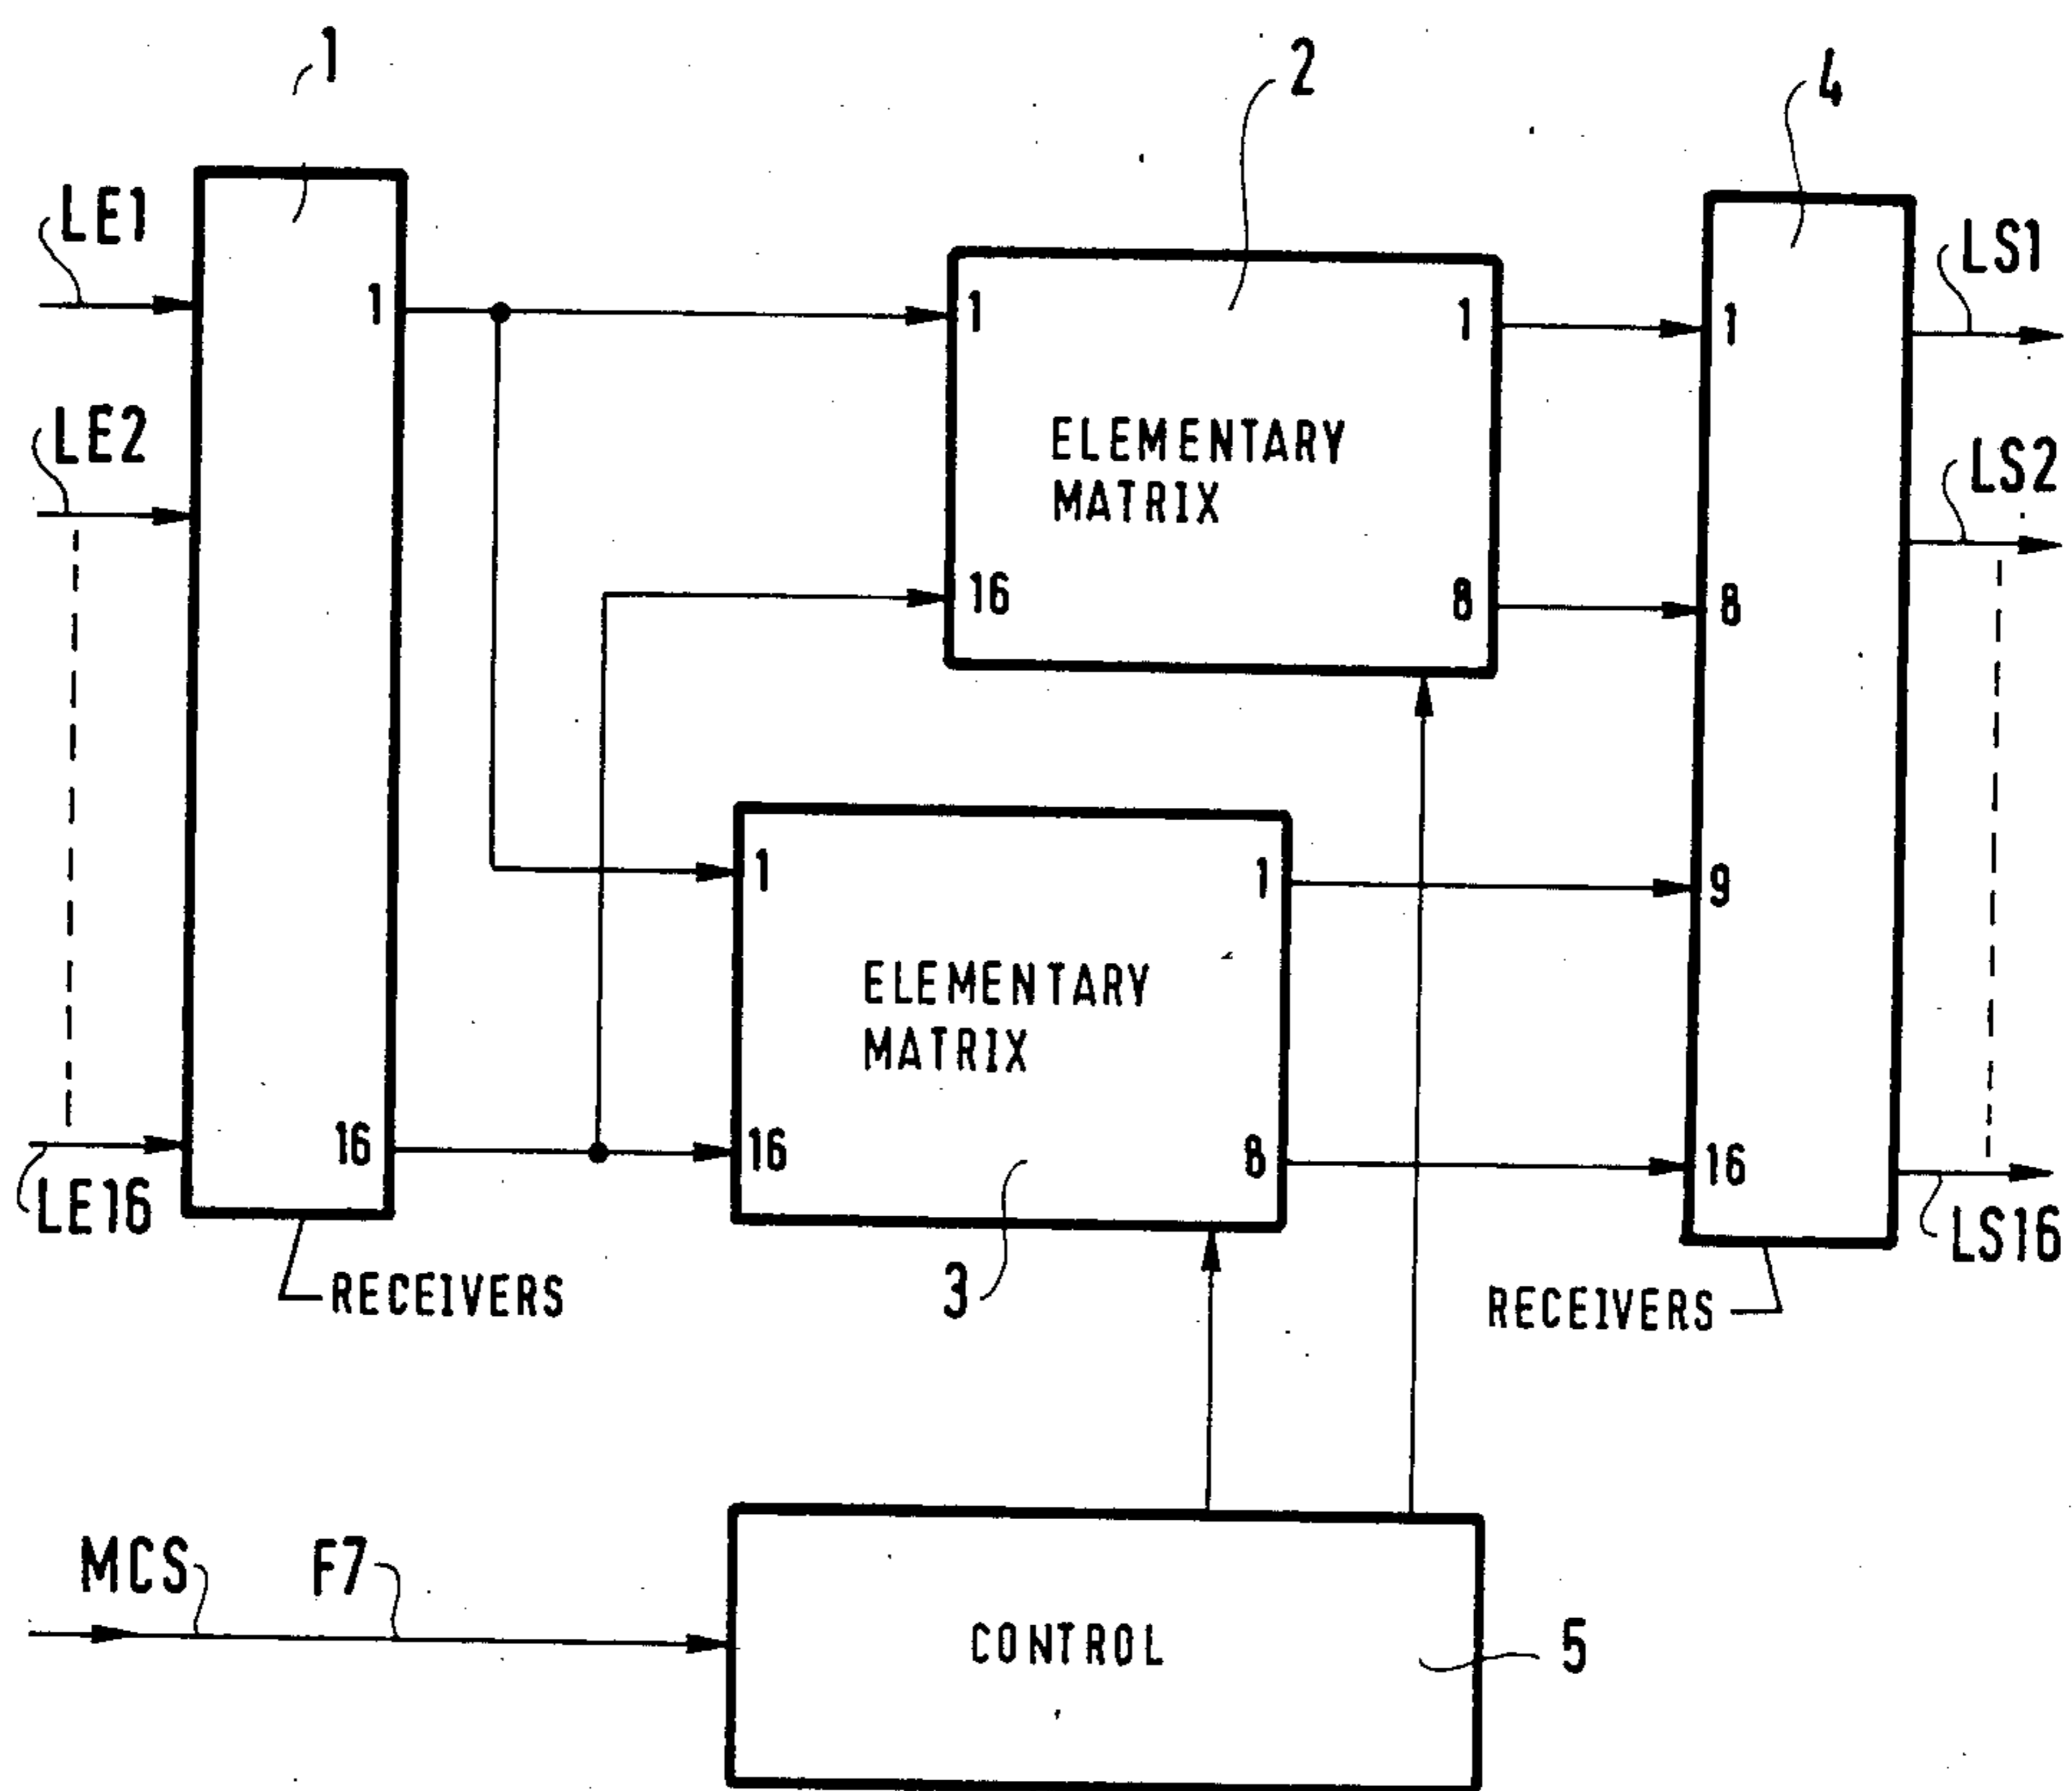 1
2
4
LE1
LS1
1
1
1
1
LE2
ELEMENTARY
MATRIX
LS2
16
8
8
1
1
9
ELEMENTARY
MATRIX
16
16
8
16
LE16
LS16
RECEIVERS
3
RECEIVERS
MCS
F7
CONTROL
5